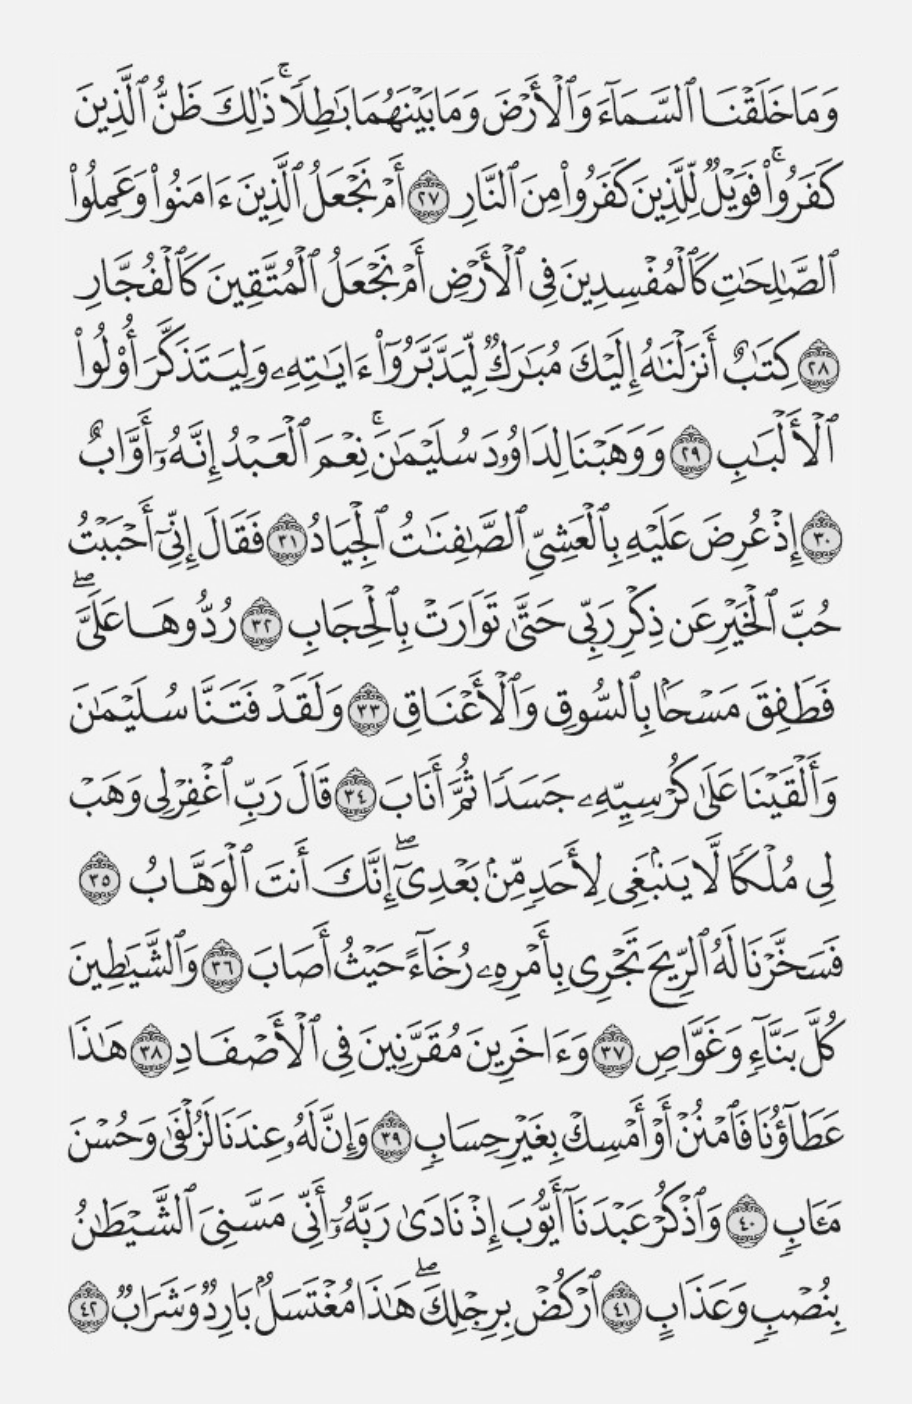 وَمَا خَلَقْنَا ٱلسَّمَآءَ وَٱلْأَرْضَ وَمَا بَيْنَهُمَا بَٰطِلًا ۚ ذَٰلِكَ ظَنُّ ٱلَّذِينَ
كَفَرُوا۟ ۚ فَوَيْلٌ لِّلَّذِينَ كَفَرُوا۟ مِنَ ٱلنَّارِ ٢٧ أَمْ نَجْعَلُ ٱلَّذِينَ ءَامَنُوا۟ وَعَمِلُوا۟
ٱلصَّٰلِحَٰتِ كَٱلْمُفْسِدِينَ فِى ٱلْأَرْضِ أَمْ نَجْعَلُ ٱلْمُتَّقِينَ كَٱلْفُجَّارِ
٢٨ كِتَٰبٌ أَنزَلْنَٰهُ إِلَيْكَ مُبَٰرَكٌ لِّيَدَّبَّرُوٓا۟ ءَايَٰتِهِۦ وَلِيَتَذَكَّرَ أُو۟لُوا۟
ٱلْأَلْبَٰبِ ٢٩ وَوَهَبْنَا لِدَاوُۥدَ سُلَيْمَٰنَ ۚ نِعْمَ ٱلْعَبْدُ إِنَّهُۥٓ أَوَّابٌ
٣٠ إِذْ عُرِضَ عَلَيْهِ بِٱلْعَشِىِّ ٱلصَّٰفِنَٰتُ ٱلْجِيَادُ ٣١ فَقَالَ إِنِّىٓ أَحْبَبْتُ
حُبَّ ٱلْخَيْرِ عَن ذِكْرِ رَبِّى حَتَّىٰ تَوَارَتْ بِٱلْحِجَابِ ٣٢ رُدُّوهَا عَلَىَّ ۖ
فَطَفِقَ مَسْحًۢا بِٱلسُّوقِ وَٱلْأَعْنَاقِ ٣٣ وَلَقَدْ فَتَنَّا سُلَيْمَٰنَ
وَأَلْقَيْنَا عَلَىٰ كُرْسِيِّهِۦ جَسَدًا ثُمَّ أَنَابَ ٣٤ قَالَ رَبِّ ٱغْفِرْ لِى وَهَبْ
لِى مُلْكًا لَّا يَنۢبَغِى لِأَحَدٍ مِّنۢ بَعْدِىٓ ۖ إِنَّكَ أَنتَ ٱلْوَهَّابُ ٣٥
فَسَخَّرْنَا لَهُ ٱلرِّيحَ تَجْرِى بِأَمْرِهِۦ رُخَآءً حَيْثُ أَصَابَ ٣٦ وَٱلشَّيَٰطِينَ
كُلَّ بَنَّآءٍ وَغَوَّاصٍ ٣٧ وَءَاخَرِينَ مُقَرَّنِينَ فِى ٱلْأَصْفَادِ ٣٨ هَٰذَا
عَطَآؤُنَا فَٱمْنُنْ أَوْ أَمْسِكْ بِغَيْرِ حِسَابٍ ٣٩ وَإِنَّ لَهُۥ عِندَنَا لَزُلْفَىٰ وَحُسْنَ
مَـَٔابٍ ٤٠ وَٱذْكُرْ عَبْدَنَآ أَيُّوبَ إِذْ نَادَىٰ رَبَّهُۥٓ أَنِّى مَسَّنِىَ ٱلشَّيْطَٰنُ
بِنُصْبٍ وَعَذَابٍ ٤١ ٱرْكُضْ بِرِجْلِكَ ۖ هَٰذَا مُغْتَسَلٌۢ بَارِدٌ وَشَرَابٌ ٤٢